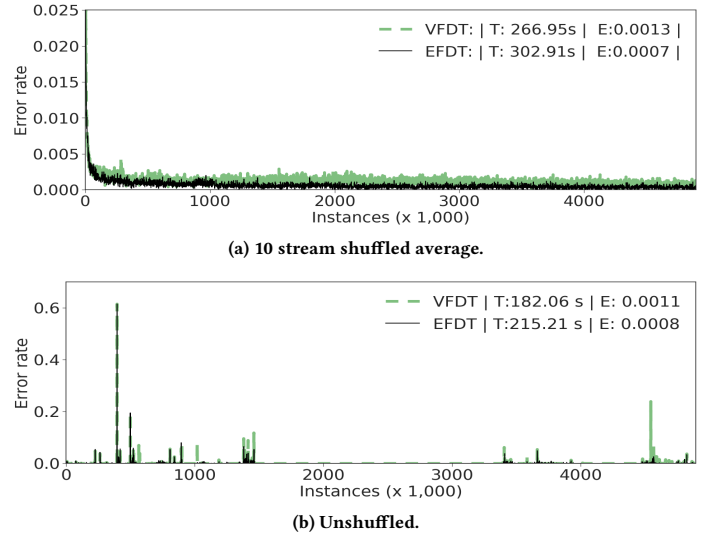 0.025
0.020
0.015
0.010
0.005
0.000
Error rate
VFDT: | T: 266.95s | E:0.0013 |
EFDT: | T: 302.91s | E:0.0007 |
0 1000 2000 3000 4000
Instances (x 1,000)
(a) 10 stream shuffled average.
0.6
0.4
0.2
0.0
Error rate
VFDT | T:182.06 s | E: 0.0011
EFDT | T:215.21 s | E: 0.0008
0 1000 2000 3000 4000
Instances (x 1,000)
(b) Unshuffled.